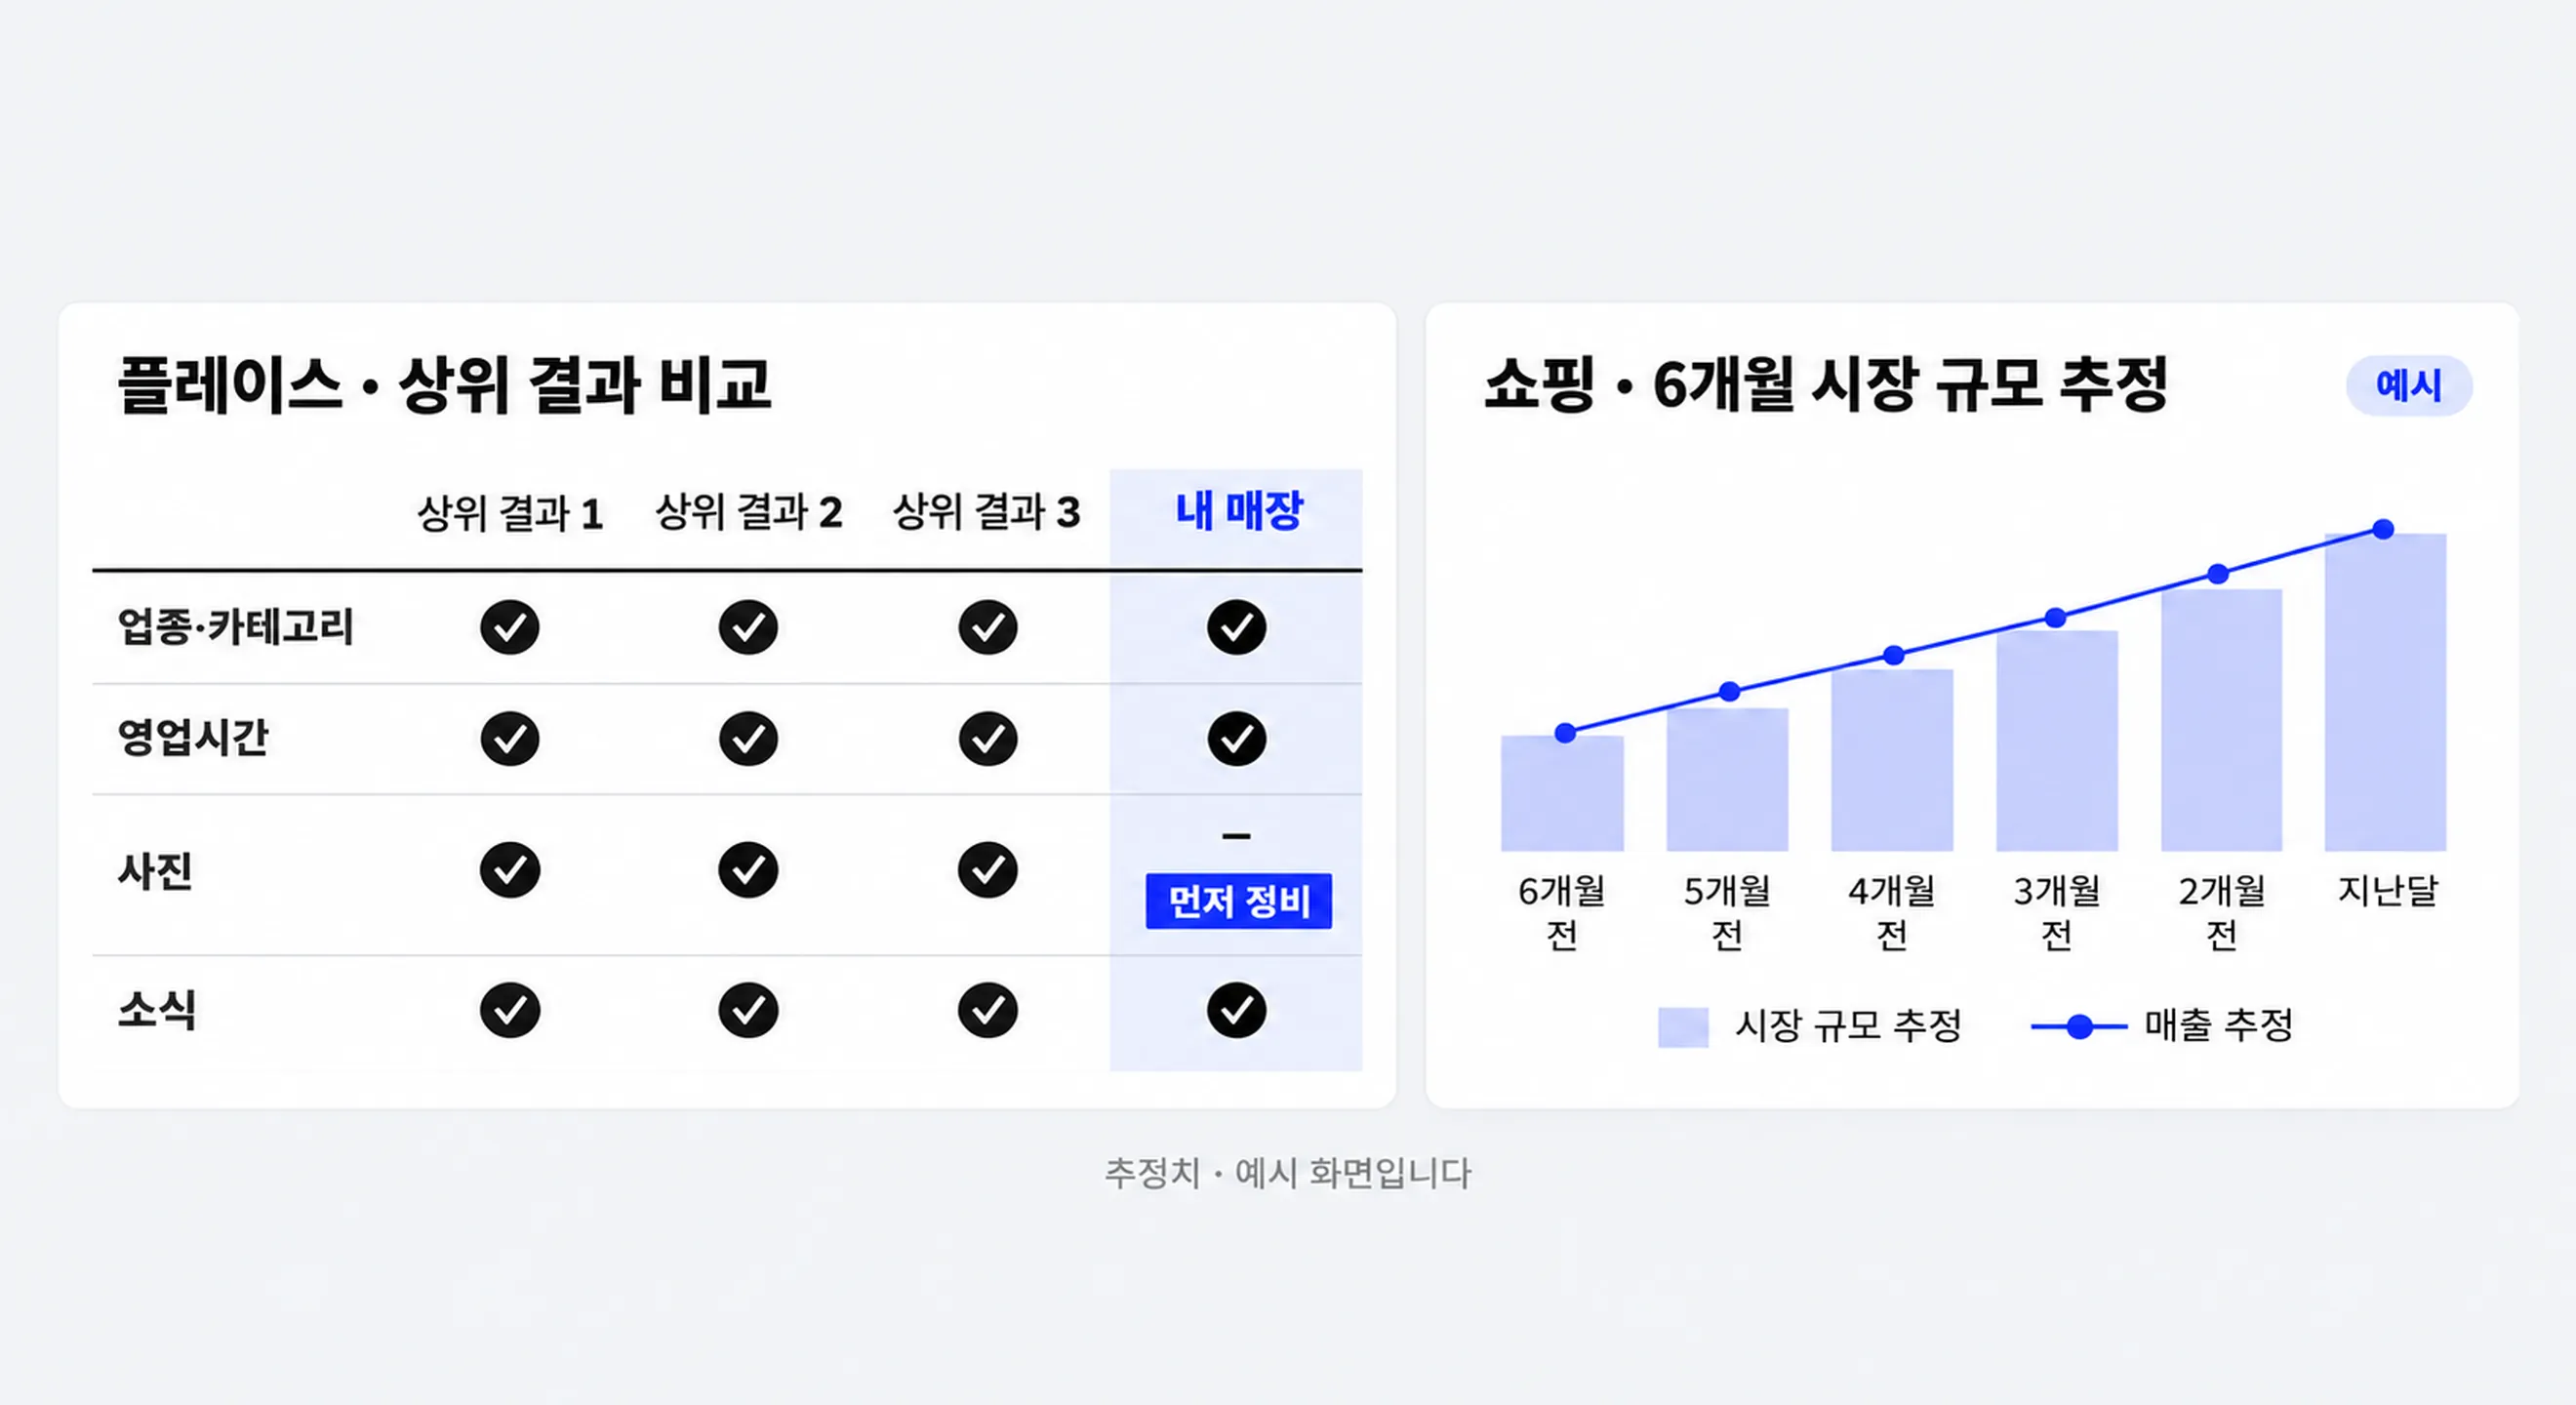 플레이스 · 상위 결과 비교
상위 결과 1 상위 결과 2 상위 결과 3 내 매장
업종·카테고리
영업시간
사진 –
먼저 정비
소식
쇼핑 · 6개월 시장 규모 추정 예시
6개월 전 5개월 전 4개월 전 3개월 전 2개월 전 지난달
시장 규모 추정 매출 추정
추정치 · 예시 화면입니다